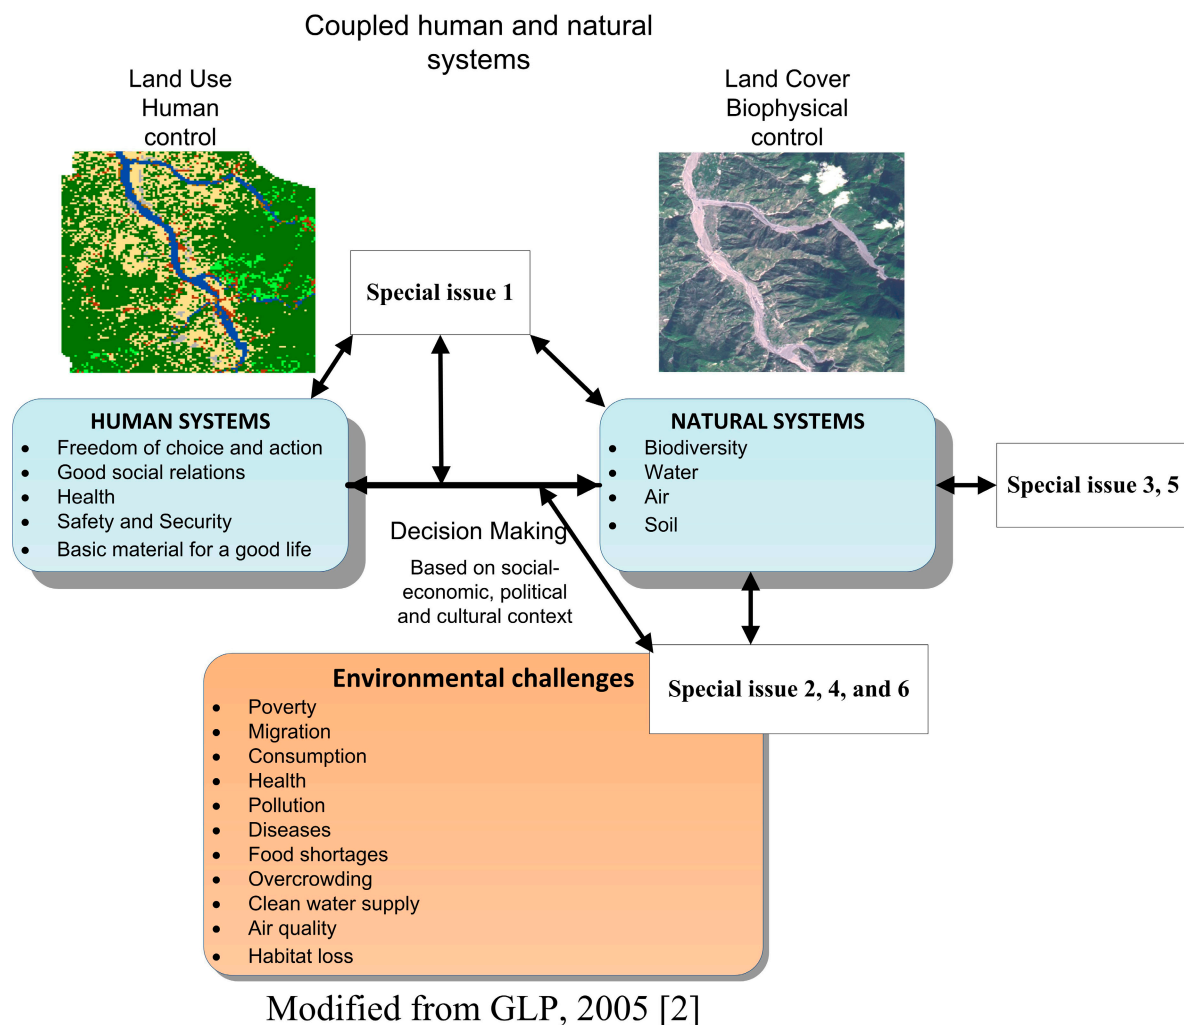 Coupled human and natural
systems
Land Use
Human
control
Land Cover
Biophysical
control
Special issue 1
HUMAN SYSTEMS
Freedom of choice and action
Good social relations
Health
Safety and Security
Basic material for a good life
NATURAL SYSTEMS
Biodiversity
Water
Air
Soil
Special issue 3, 5
Decision Making
Based on social-
economic, political
and cultural context
Environmental challenges
Poverty
Migration
Consumption
Health
Pollution
Diseases
Food shortages
Overcrowding
Clean water supply
Air quality
Habitat loss
Special issue 2, 4, and 6
Modified from GLP, 2005 [2]